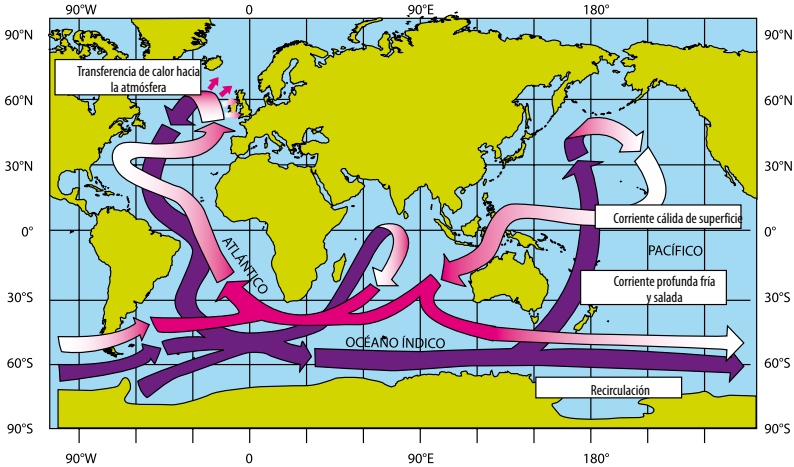 90°W 0 90°E 180°
90°N 90°N
Transferencia de calor hacia
la atmósfera
60°N 60°N
30°N 30°N
Corriente cálida de superficie
0° 0°
ATLÁNTICO
PACÍFICO
Corriente profunda fría
y salada
30°S 30°S
OCÉANO ÍNDICO
60°S 60°S
Recirculación
90°S 90°S
90°W 0 90°E 180°